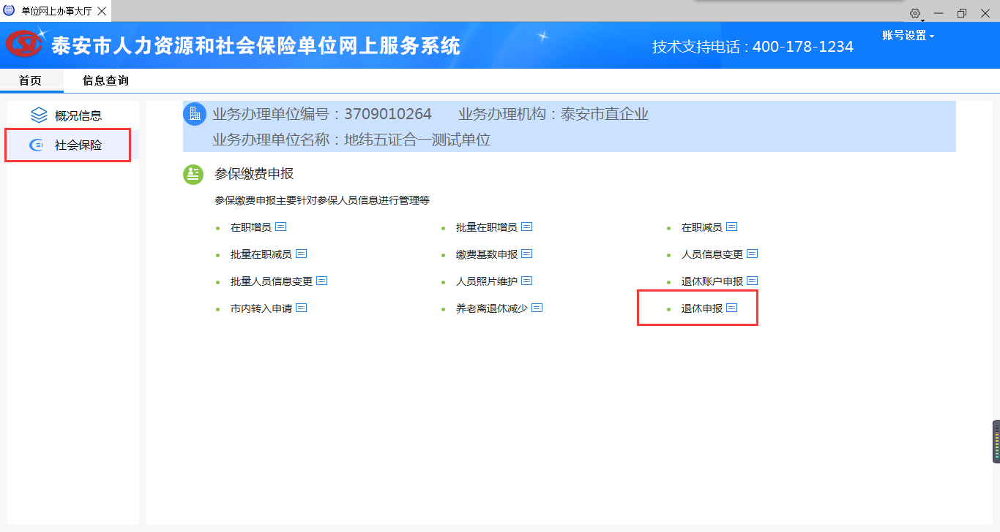 单位网上办事大厅
泰安市人力资源和社会保险单位网上服务系统
技术支持电话：400-178-1234
账号设置
首页 信息查询
概况信息
社会保险
业务办理单位编号：3709010264 业务办理机构：泰安市直企业
业务办理单位名称：地纬五证合一测试单位
参保缴费申报
参保缴费申报主要针对参保人员信息进行管理等
在职增员 批量在职增员 在职减员
批量在职减员 缴费基数申报 人员信息变更
批量人员信息变更 人员照片维护 退休账户申报
市内转入申请 养老离退休减少 退休申报